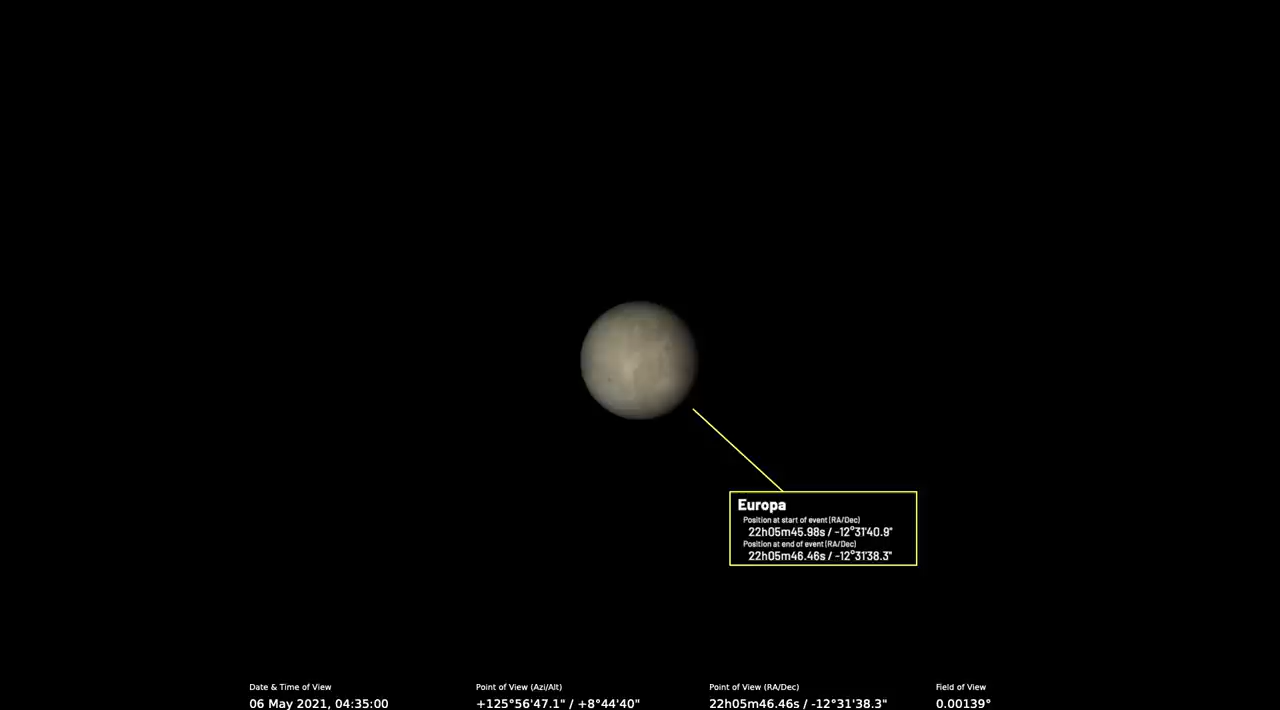 Europa
Position at start of event (RA/Dec)
22h05m45.98s / -12°31'40.9"
Position at end of event (RA/Dec)
22h05m46.46s / -12°31'38.3"
Date & Time of View
06 May 2021, 04:35:00
Point of View (Azi/Alt)
+125°56'47.1" / +8°44'40"
Point of View (RA/Dec)
22h05m46.46s / -12°31'38.3"
Field of View
0.00139°